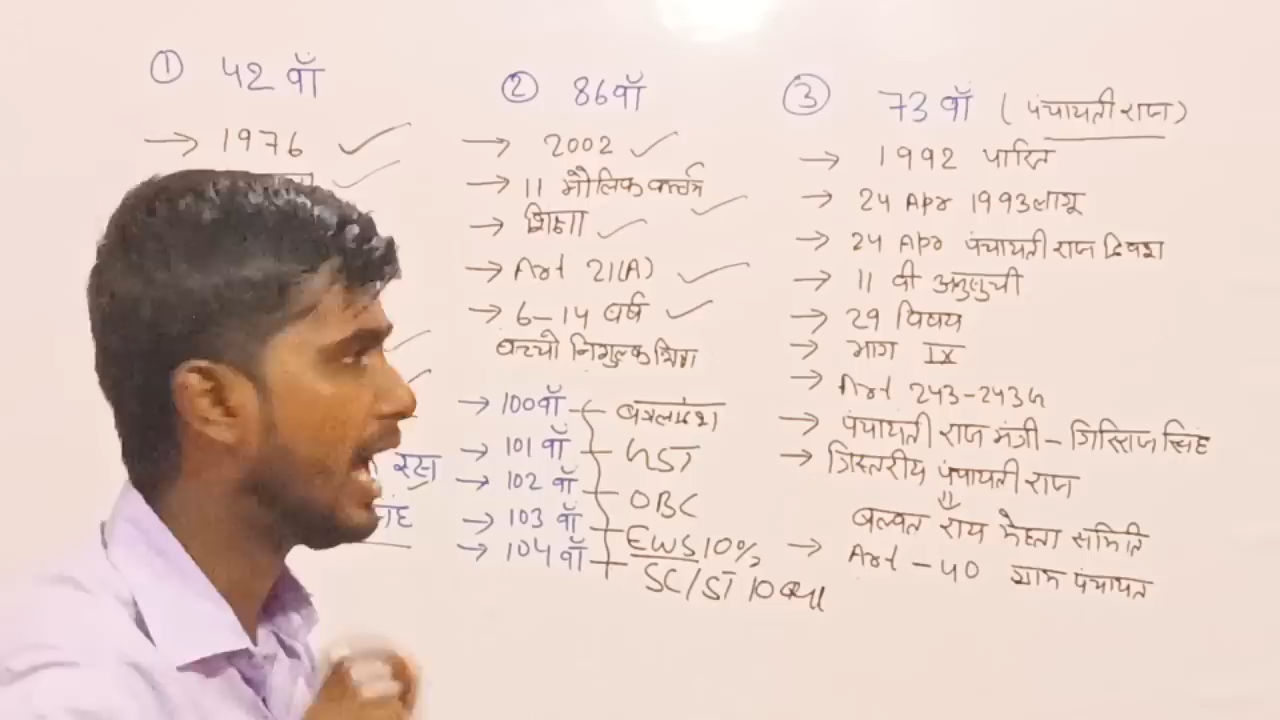 ① 42 वाँ
→ 1976
② 86वाँ
→ 2002
→ 11 मौलिक कर्त्तव्य
→ शिक्षा
→ Art 21(A)
→ 6-14 वर्ष
बच्चो निशुल्क शिक्षा
→ 100वाँ - बंग्लादेश
→ 101 वाँ - GST
→ 102 वाँ - OBC
→ 103 वाँ - EWS 10%
→ 104 वाँ - SC/ST 10 वर्ष
③ 73 वाँ (पंचायती राज)
→ 1992 पारित
→ 24 Apr 1993 लागू
→ 24 Apr पंचायती राज दिवश
→ 11 वी अनुसुची
→ 29 विषय
→ भाग IX
→ Art 243-243G
→ पंचायती राज मंत्री - गिरिराज सिंह
→ त्रिस्तरीय पंचायती राज
बलवंत राय मेहता समिति
→ Art - 40 ग्राम पंचायत